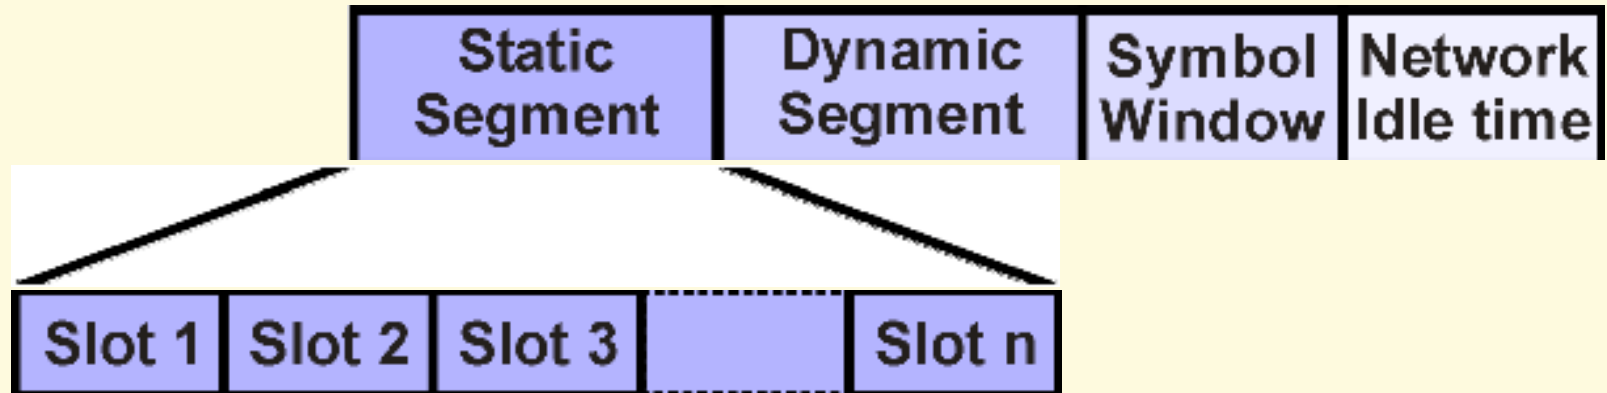 Static
Segment
Dynamic
Segment
Symbol
Window
Network
Idle time
Slot 1
Slot 2
Slot 3
Slot n